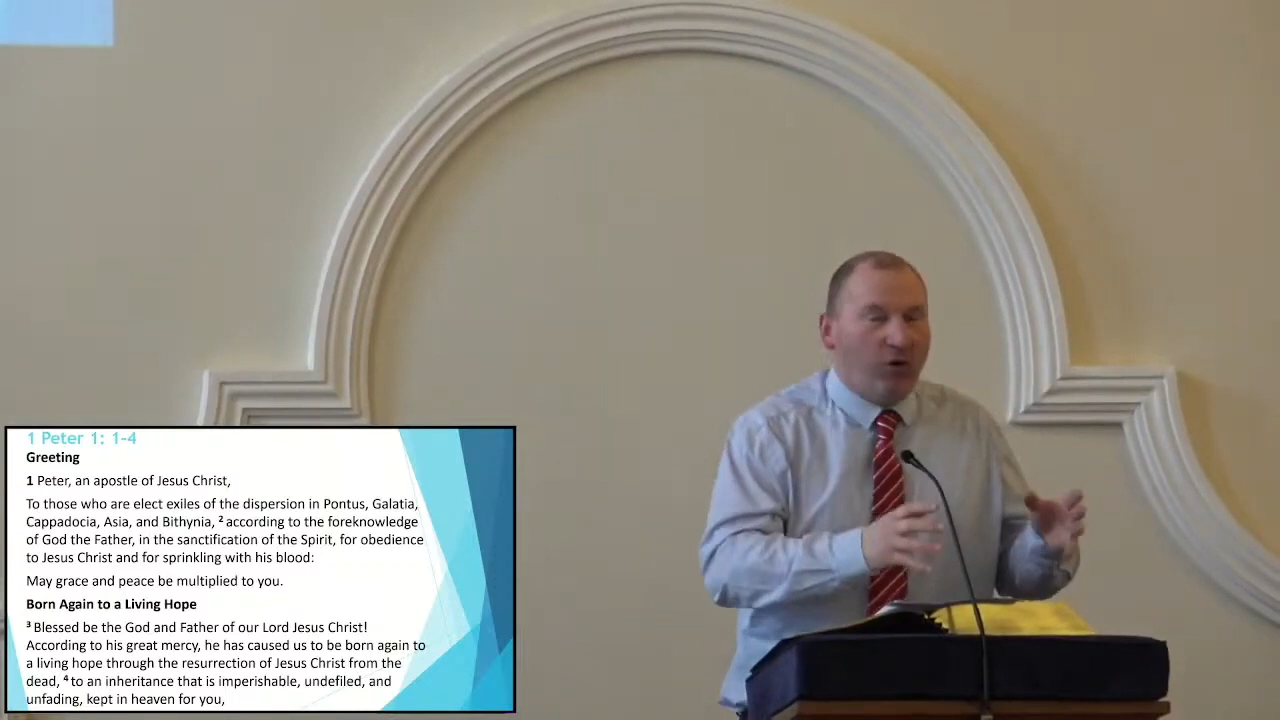 1 Peter 1: 1-4
Greeting
1 Peter, an apostle of Jesus Christ,
To those who are elect exiles of the dispersion in Pontus, Galatia,
Cappadocia, Asia, and Bithynia, 2 according to the foreknowledge
of God the Father, in the sanctification of the Spirit, for obedience
to Jesus Christ and for sprinkling with his blood:
May grace and peace be multiplied to you.
Born Again to a Living Hope
3 Blessed be the God and Father of our Lord Jesus Christ!
According to his great mercy, he has caused us to be born again to
a living hope through the resurrection of Jesus Christ from the
dead, 4 to an inheritance that is imperishable, undefiled, and
unfading, kept in heaven for you,